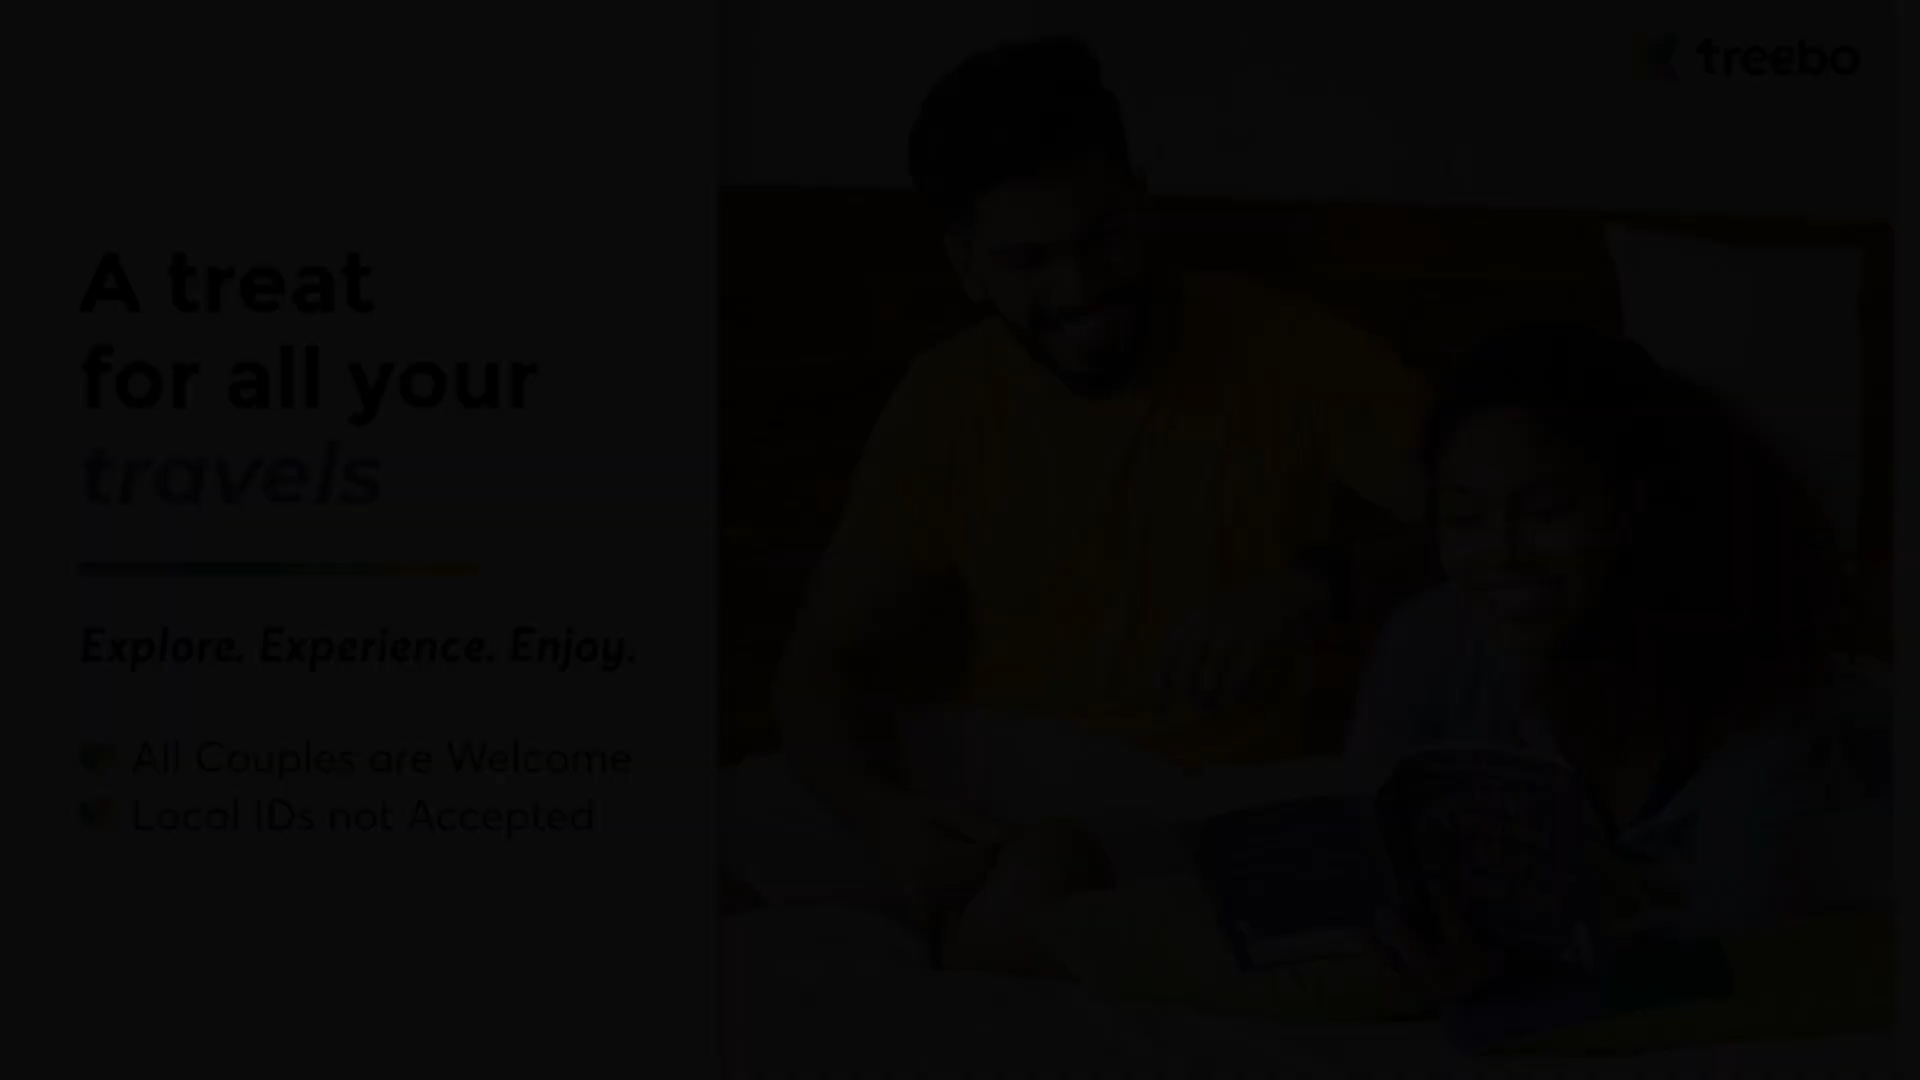 treebo
A treat
for all your
travels
Explore. Experience. Enjoy.
All Couples are Welcome
Local IDs not Accepted